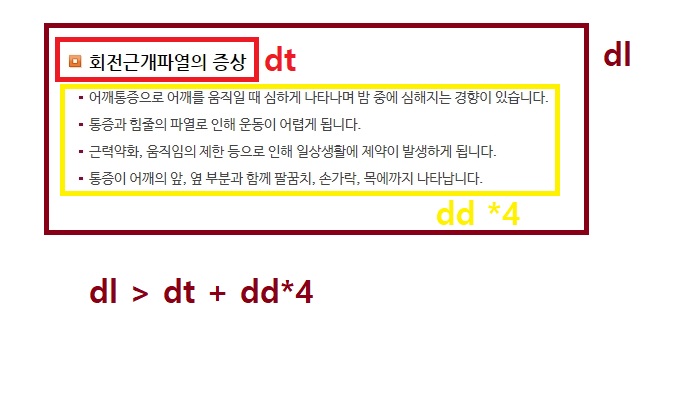 회전근개파열의 증상 dt
dl
어깨통증으로 어깨를 움직일 때 심하게 나타나며 밤 중에 심해지는 경향이 있습니다.
통증과 힘줄의 파열로 인해 운동이 어렵게 됩니다.
근력약화, 움직임의 제한 등으로 인해 일상생활에 제약이 발생하게 됩니다.
통증이 어깨의 앞, 옆 부분과 함께 팔꿈치, 손가락, 목에까지 나타납니다.
dd *4
dl > dt + dd*4